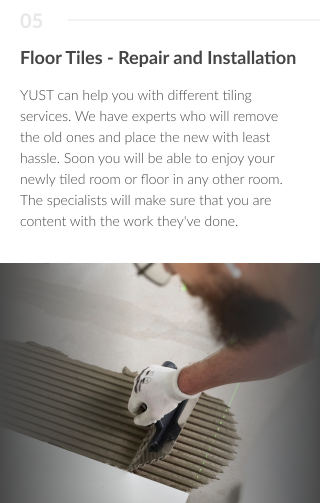 05
Floor Tiles - Repair and Installation
YUST can help you with different tiling
services. We have experts who will remove
the old ones and place the new with least
hassle. Soon you will be able to enjoy your
newly tiled room or floor in any other room.
The specialists will make sure that you are
content with the work they've done.